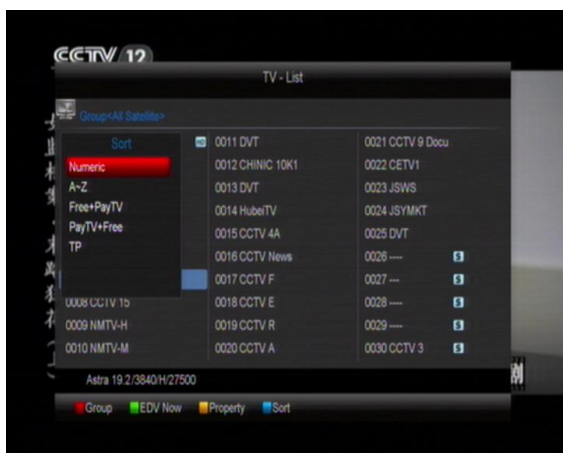 CCTV 12
TV - List
Group<All Satellite>
Sort
Numeric
A~Z
Free+PayTV
PayTV+Free
TP
0008 CCTV 15
0009 NMTV-H
0010 NMTV-M
HD 0011 DVT
0012 CHINIC 10K1
0013 DVT
0014 HubeiTV
0015 CCTV 4A
0016 CCTV News
0017 CCTV F
0018 CCTV E
0019 CCTV R
0020 CCTV A
0021 CCTV 9 Docu
0022 CETV1
0023 JSWS
0024 JSYMKT
0025 DVT
0026 ---- $
0027 --- $
0028 ---- $
0029 ---- $
0030 CCTV 3 $
Astra 19.2/3840/H/27500
Group EDV Now Property Sort